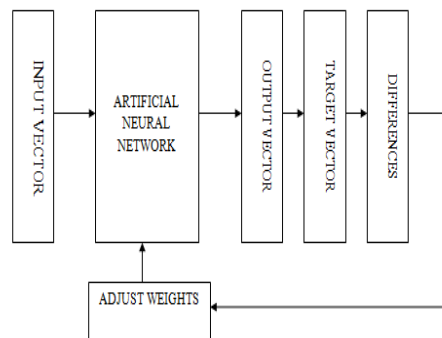 INPUT VECTOR
ARTIFICIAL
NEURAL
NETWORK
OUTPUT VECTOR
TARGET VECTOR
DIFFERENCES
ADJUST WEIGHTS